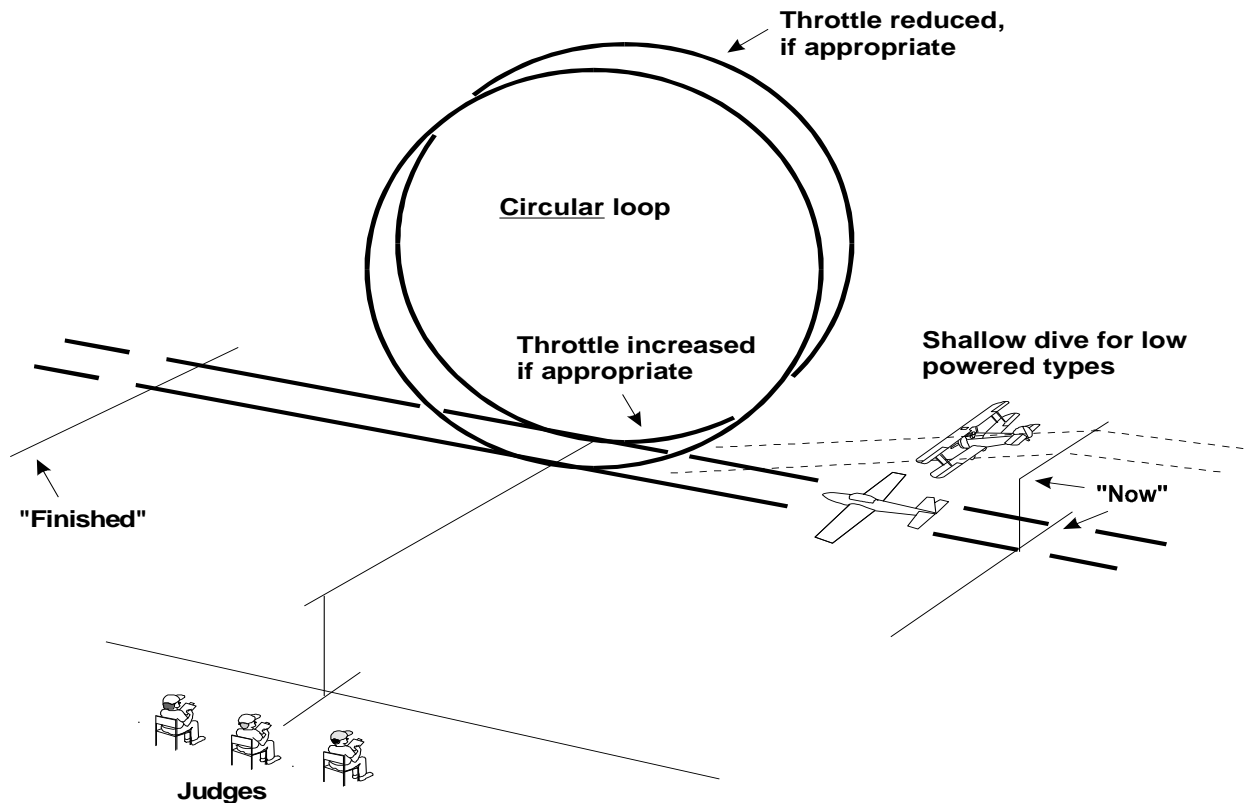 Throttle reduced,
if appropriate
Circular loop
Throttle increased
if appropriate
Shallow dive for low
powered types
"Now"
"Finished"
Judges